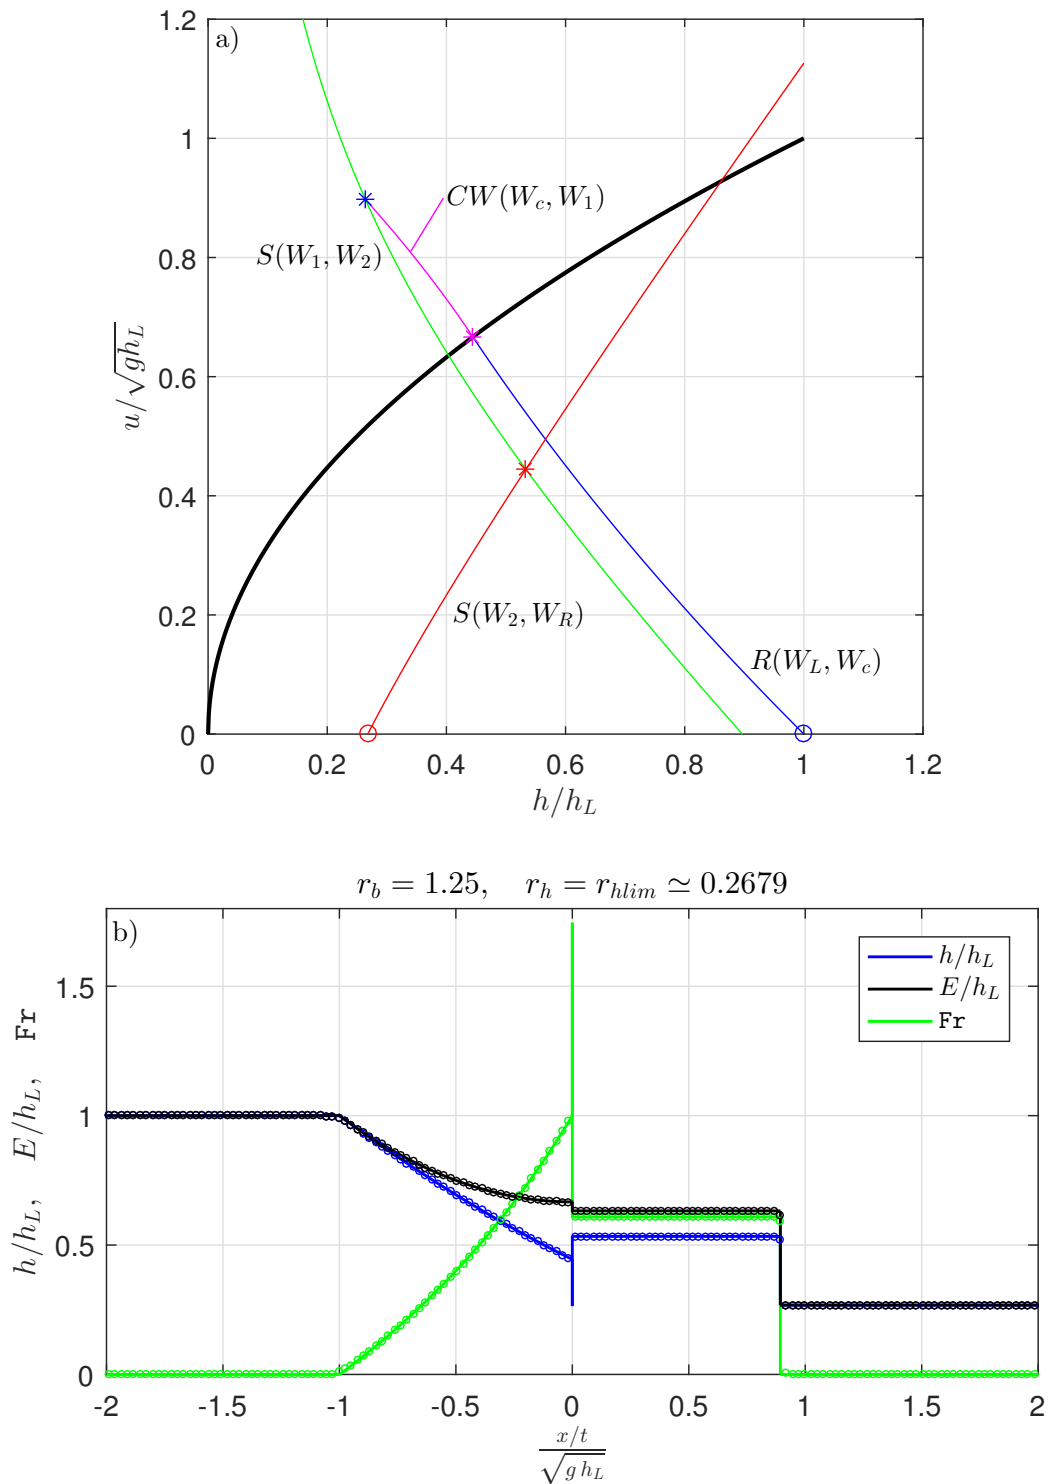 a)
1.2
1
0.8
0.6
0.4
0.2
0
u/√gh_L
CW(W_c, W_1)
S(W_1, W_2)
S(W_2, W_R)
R(W_L, W_c)
0 0.2 0.4 0.6 0.8 1 1.2
h/h_L
r_b = 1.25, r_h = r_{hlim} ≃ 0.2679
b)
1.5
1
0.5
0
h/h_L, E/h_L, Fr
h/h_L
E/h_L
Fr
-2 -1.5 -1 -0.5 0 0.5 1 1.5 2
x/t
√g h_L